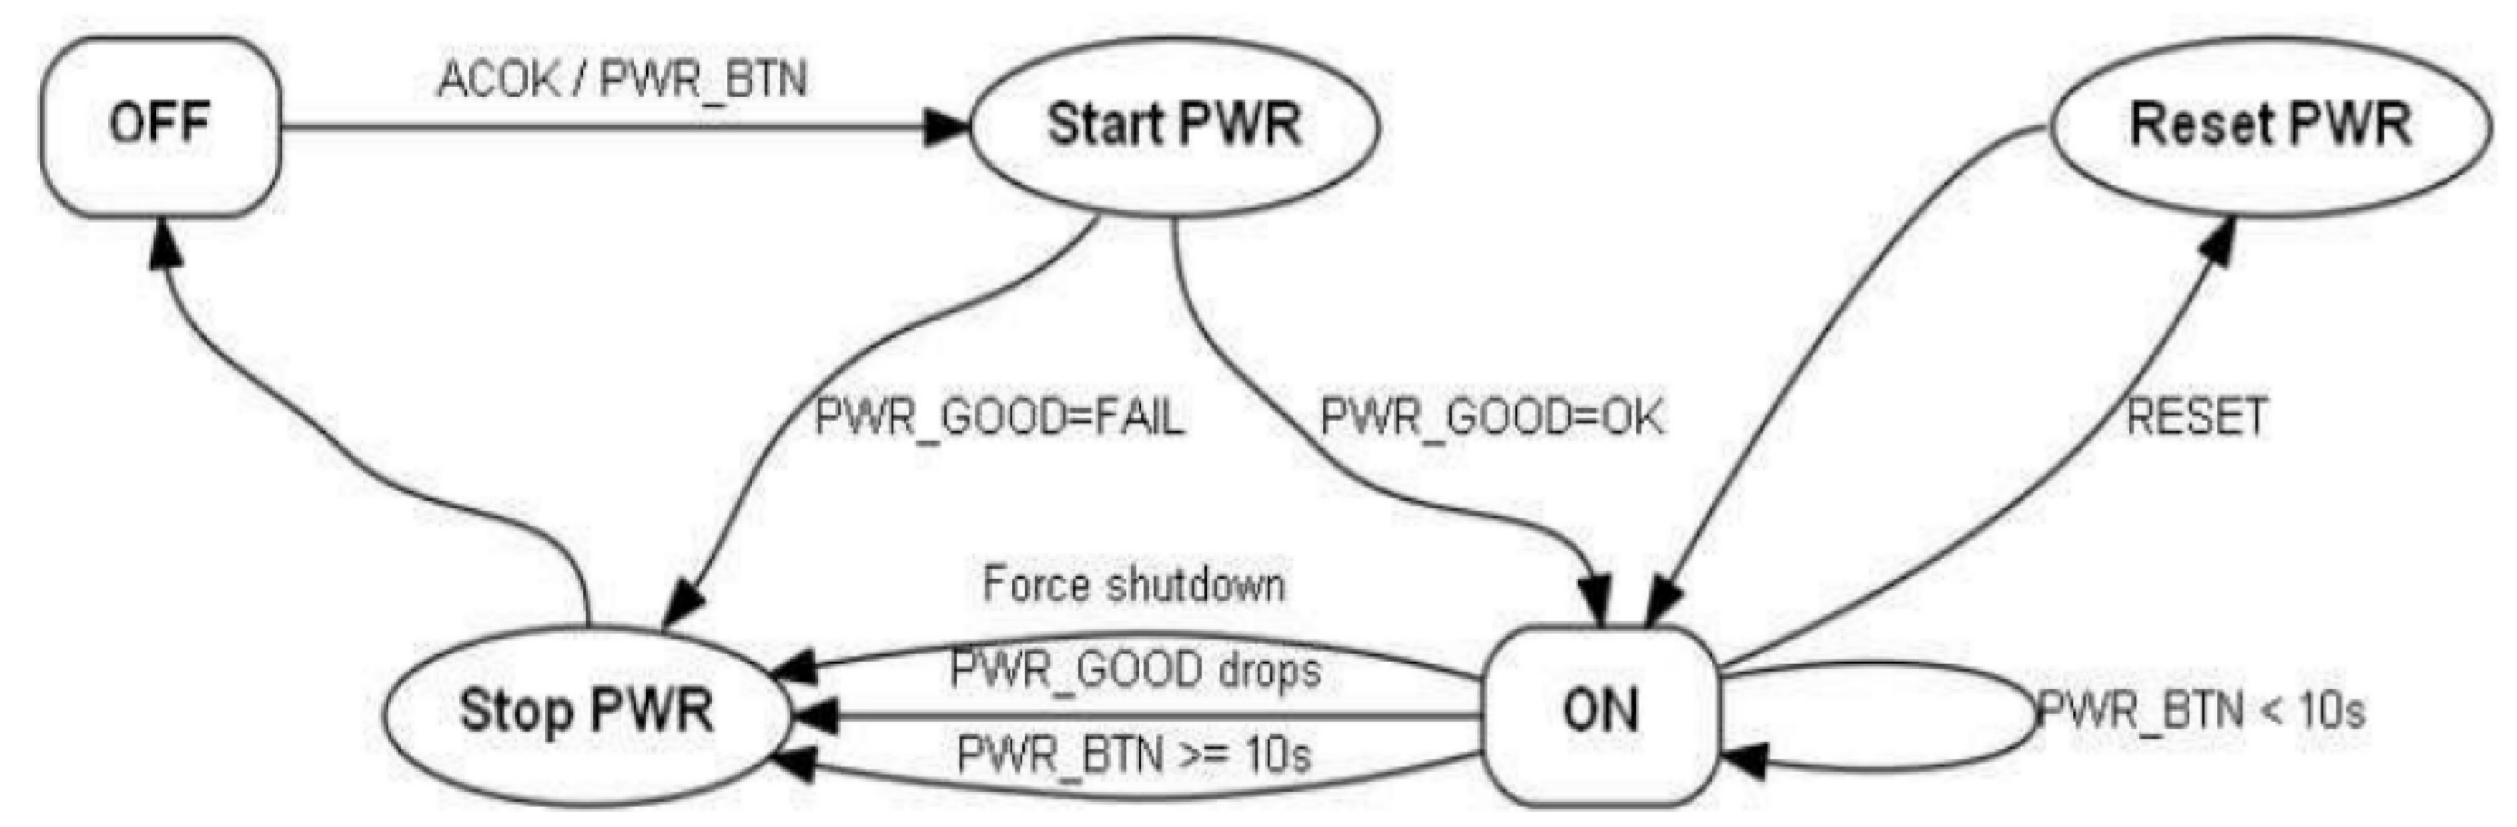 OFF
ACOK / PWR_BTN
Start PWR
Reset PWR
PWR_GOOD=FAIL
PWR_GOOD=OK
RESET
Force shutdown
PWR_GOOD drops
Stop PWR
ON
PWR_BTN < 10s
PWR_BTN >= 10s